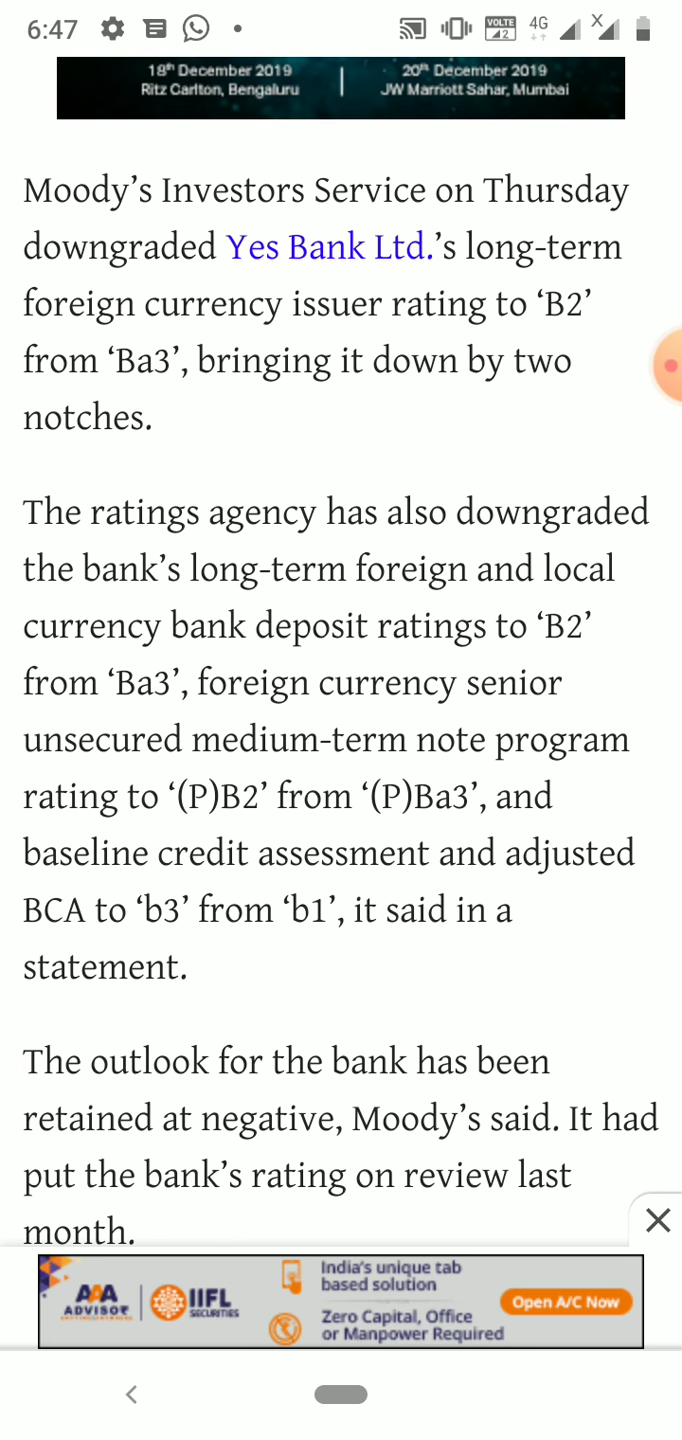 6:47
VOLTE
2
4G
X
18th December 2019
Ritz Carlton, Bengaluru
20th December 2019
JW Marriott Sahar, Mumbai
Moody’s Investors Service on Thursday
downgraded Yes Bank Ltd.’s long-term
foreign currency issuer rating to ‘B2’
from ‘Ba3’, bringing it down by two
notches.
The ratings agency has also downgraded
the bank’s long-term foreign and local
currency bank deposit ratings to ‘B2’
from ‘Ba3’, foreign currency senior
unsecured medium-term note program
rating to ‘(P)B2’ from ‘(P)Ba3’, and
baseline credit assessment and adjusted
BCA to ‘b3’ from ‘b1’, it said in a
statement.
The outlook for the bank has been
retained at negative, Moody’s said. It had
put the bank’s rating on review last
month.
AAA
ADVISOR
IIFL
SECURITIES
India’s unique tab
based solution
Zero Capital, Office
or Manpower Required
Open A/C Now